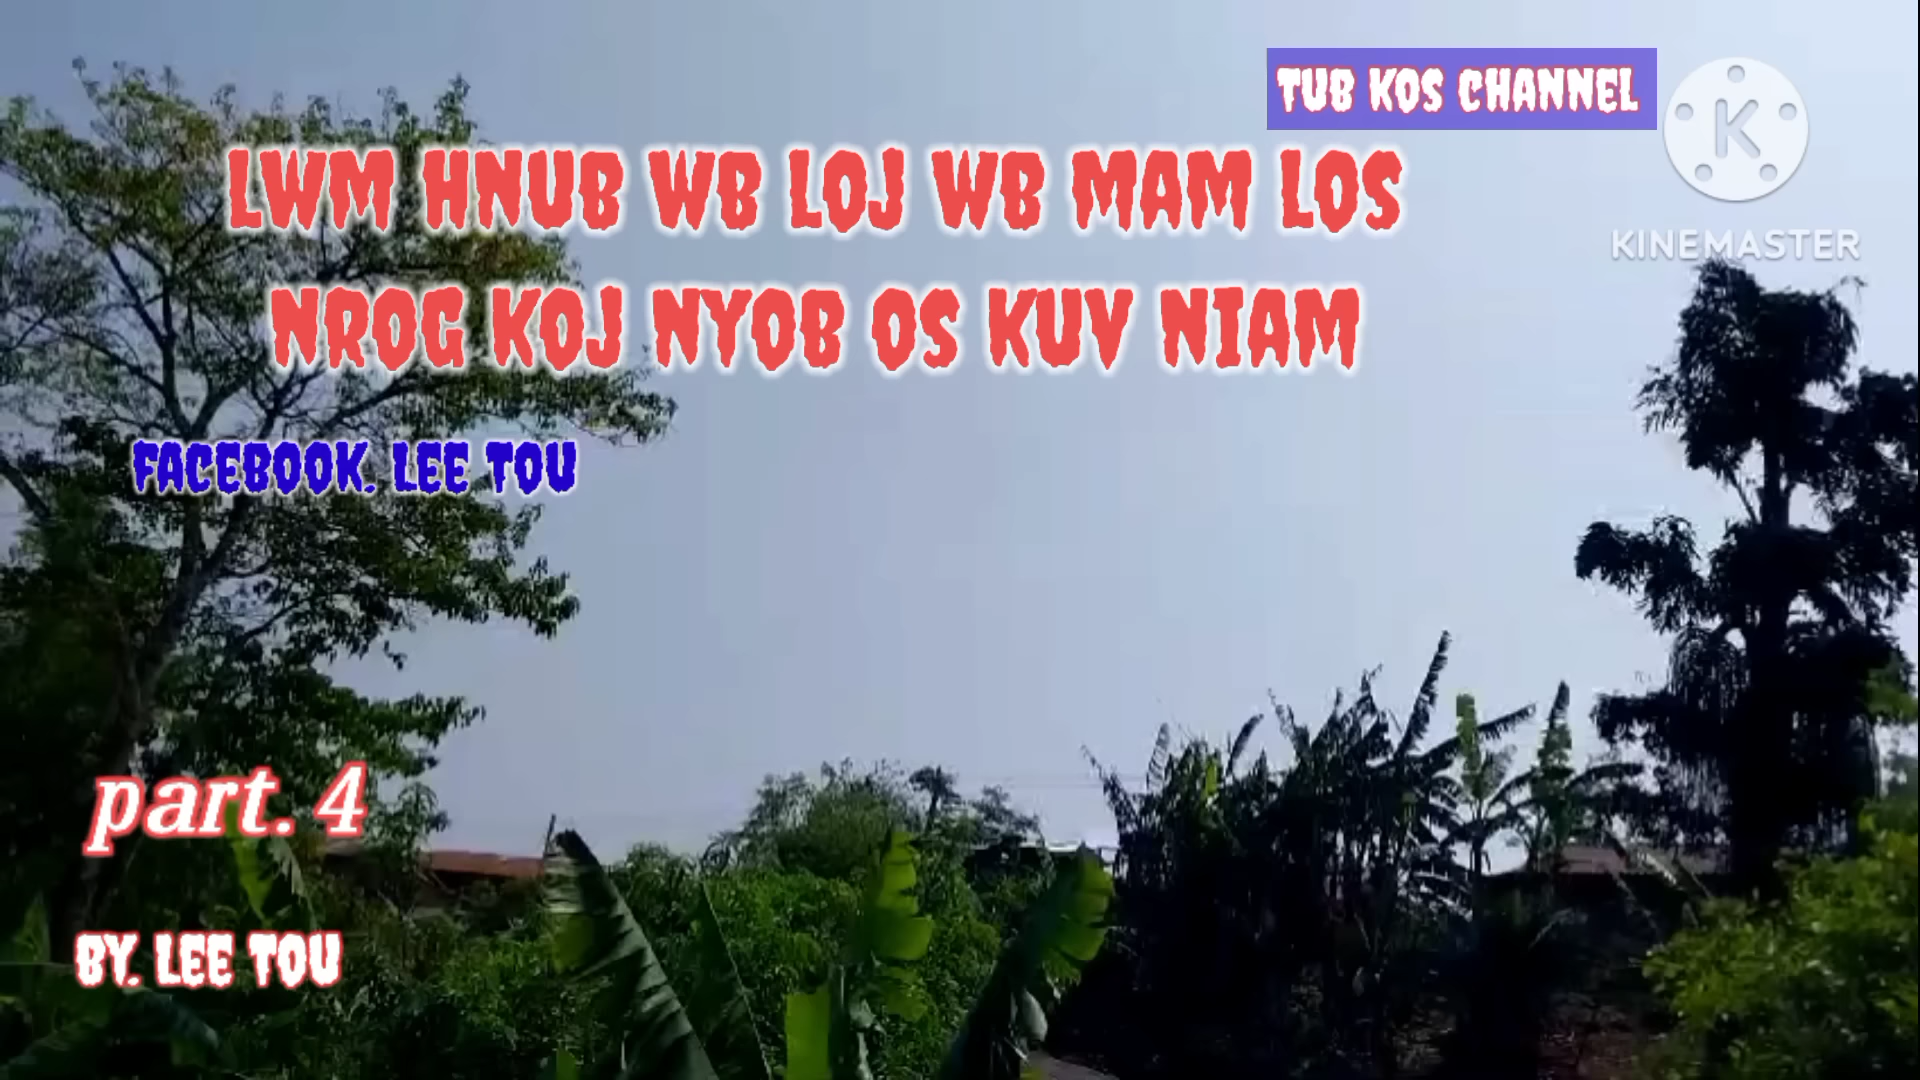 TUB KOS CHANNEL
K
KINEMASTER
LWM HNUB WB LOJ WB MAM LOS
NROG KOJ NYOB OS KUV NIAM
FACEBOOK. LEE TOU
part. 4
BY. LEE TOU